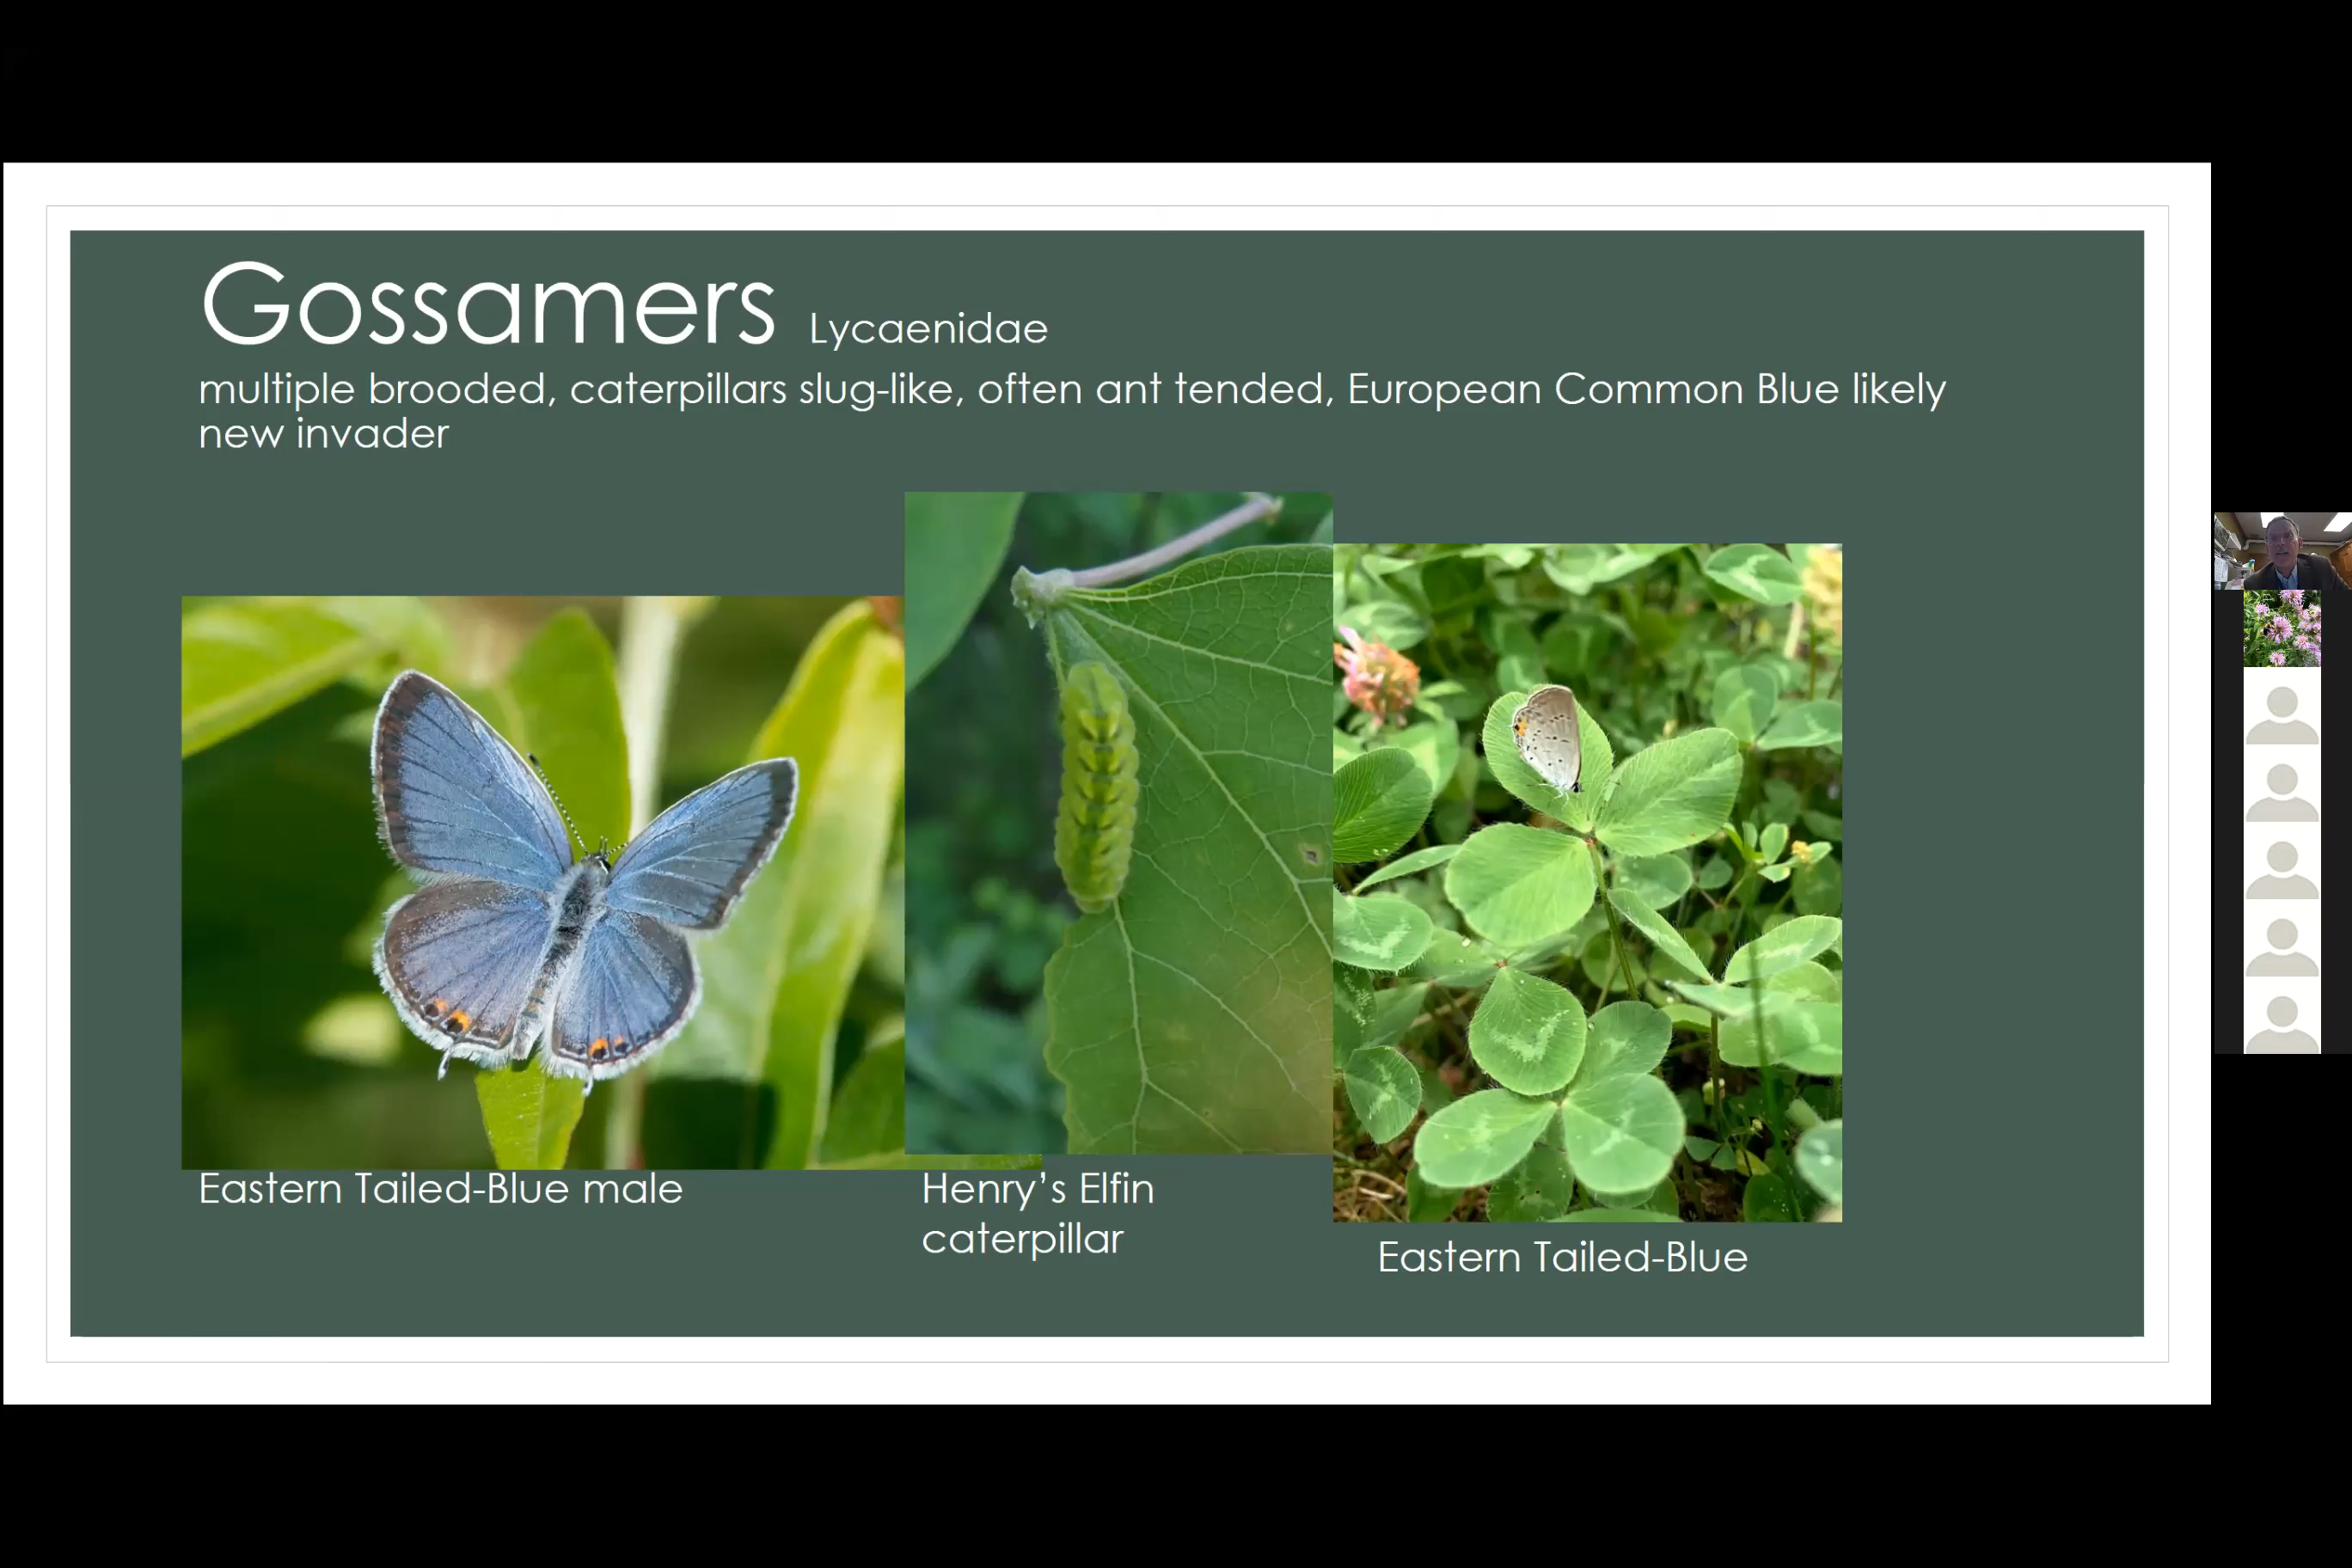 Gossamers Lycaenidae
multiple brooded, caterpillars slug-like, often ant tended, European Common Blue likely
new invader
Eastern Tailed-Blue male
Henry’s Elfin
caterpillar
Eastern Tailed-Blue